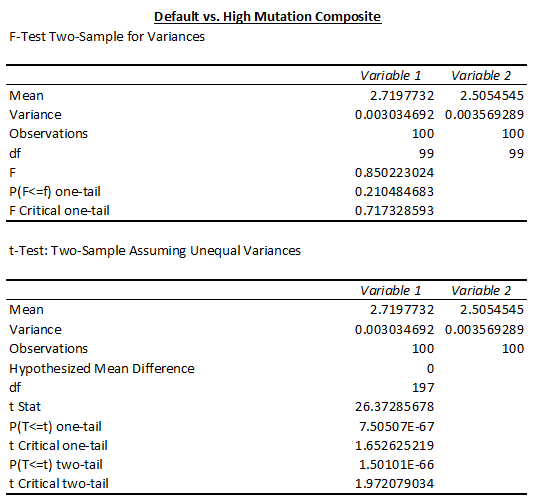 Default vs. High Mutation Composite
F-Test Two-Sample for Variances
Variable 1 Variable 2
Mean 2.7197732 2.5054545
Variance 0.003034692 0.003569289
Observations 100 100
df 99 99
F 0.850223024
P(F<=f) one-tail 0.210484683
F Critical one-tail 0.717328593
t-Test: Two-Sample Assuming Unequal Variances
Variable 1 Variable 2
Mean 2.7197732 2.5054545
Variance 0.003034692 0.003569289
Observations 100 100
Hypothesized Mean Difference 0
df 197
t Stat 26.37285678
P(T<=t) one-tail 7.50507E-67
t Critical one-tail 1.652625219
P(T<=t) two-tail 1.50101E-66
t Critical two-tail 1.972079034